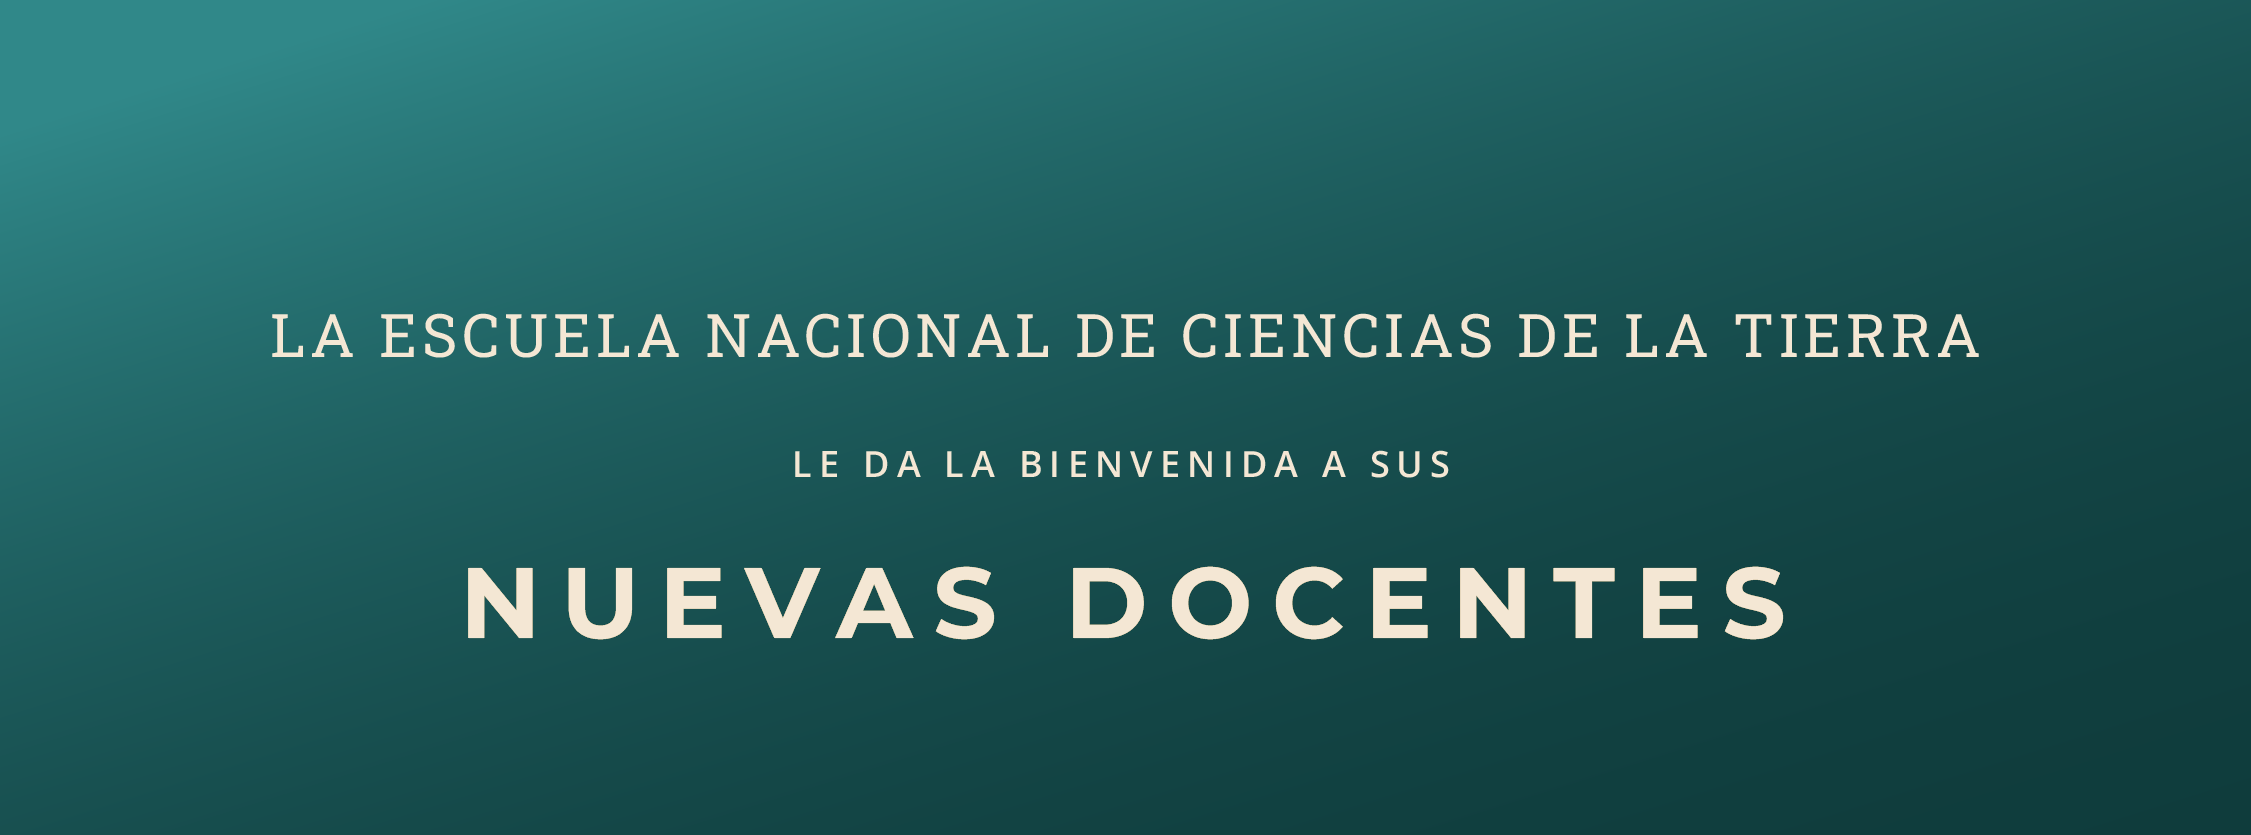 LA ESCUELA NACIONAL DE CIENCIAS DE LA TIERRA
LE DA LA BIENVENIDA A SUS
NUEVAS DOCENTES